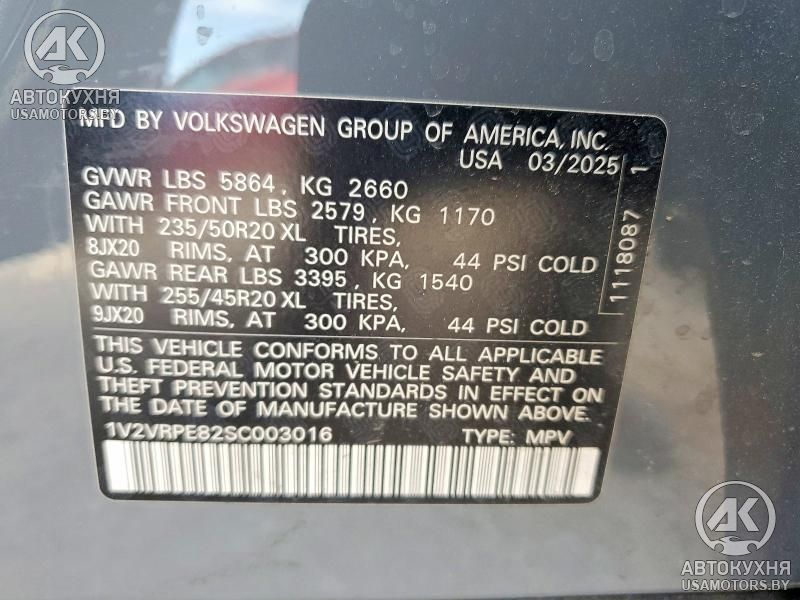 AK
АВТОКУХНЯ
USAMOTORS.BY
MFD BY VOLKSWAGEN GROUP OF AMERICA, INC.
USA 03/2025
GVWR LBS 5864, KG 2660
GAWR FRONT LBS 2579, KG 1170
WITH 235/50R20 XL TIRES,
8JX20 RIMS, AT 300 KPA, 44 PSI COLD
GAWR REAR LBS 3395, KG 1540
WITH 255/45R20 XL TIRES,
9JX20 RIMS, AT 300 KPA, 44 PSI COLD
THIS VEHICLE CONFORMS TO ALL APPLICABLE
U.S. FEDERAL MOTOR VEHICLE SAFETY AND
THEFT PREVENTION STANDARDS IN EFFECT ON
THE DATE OF MANUFACTURE SHOWN ABOVE.
1V2VRPE82SC003016 TYPE: MPV
1118087 1
AK
АВТОКУХНЯ
USAMOTORS.BY